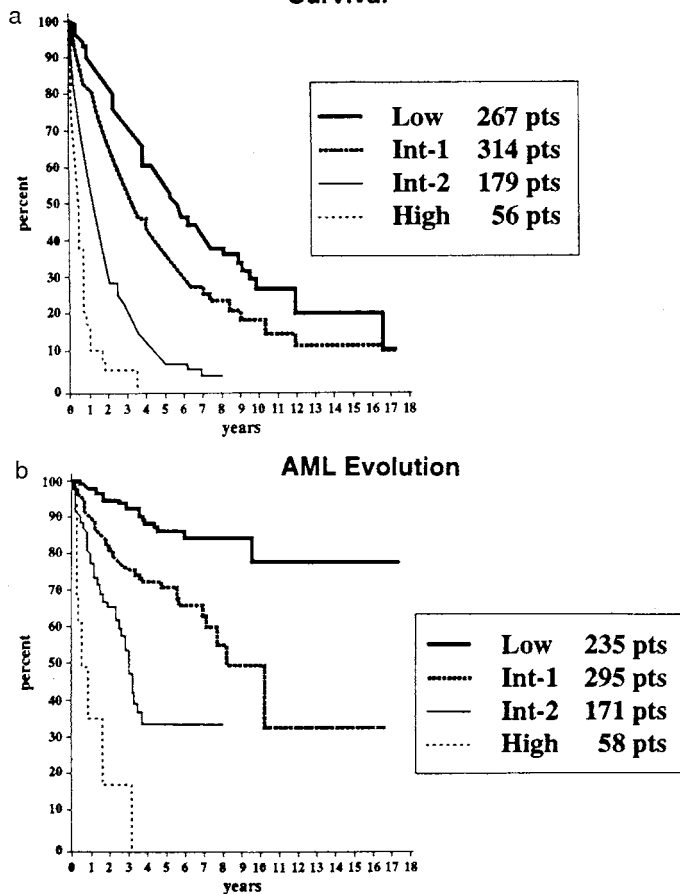 a
100
90
80
70
60
50
40
30
20
10
0
percent
0 1 2 3 4 5 6 7 8 9 10 11 12 13 14 15 16 17 18
years
Low 267 pts
Int-1 314 pts
Int-2 179 pts
High 56 pts
b
AML Evolution
100
90
80
70
60
50
40
30
20
10
0
percent
0 1 2 3 4 5 6 7 8 9 10 11 12 13 14 15 16 17 18
years
Low 235 pts
Int-1 295 pts
Int-2 171 pts
High 58 pts